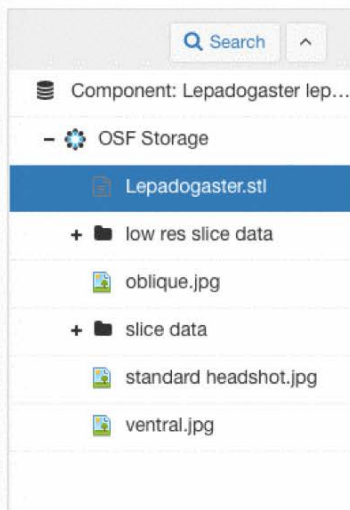 Search
Component: Lepadogaster lep...
OSF Storage
Lepadogaster.stl
low res slice data
oblique.jpg
slice data
standard headshot.jpg
ventral.jpg